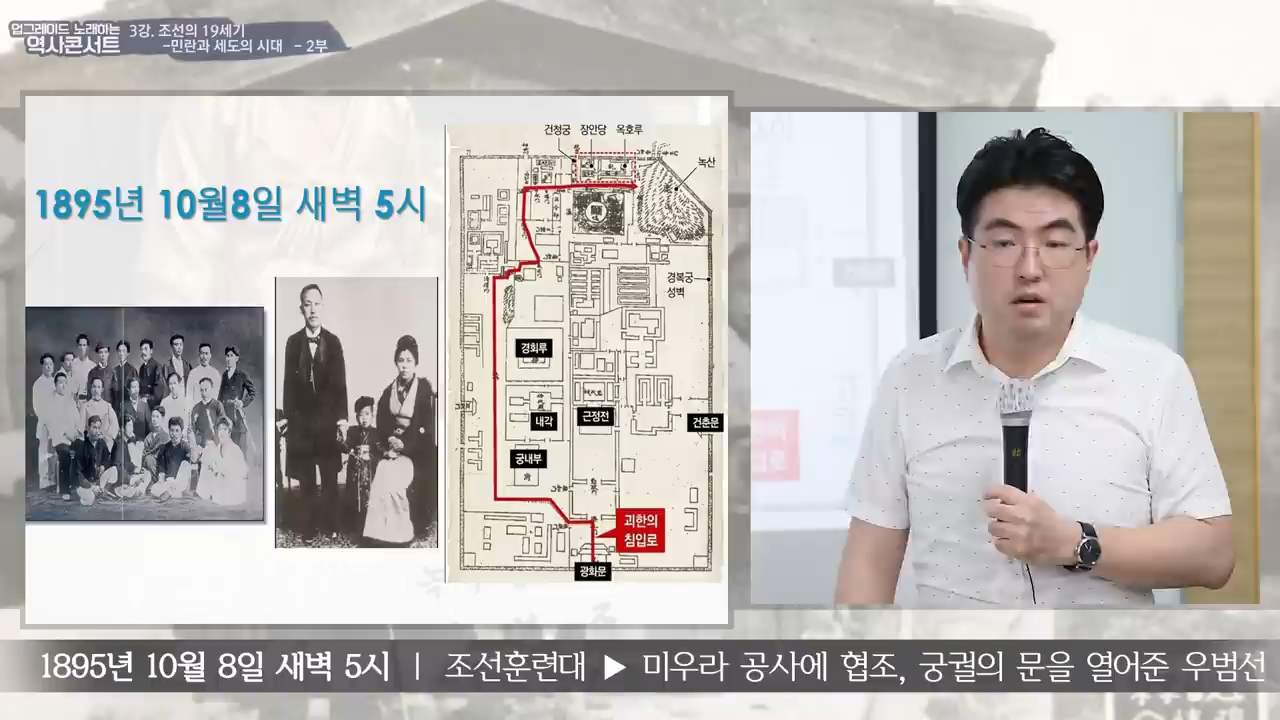 업그레이드 노래하는
역사콘서트
3강. 조선의 19세기
-민란과 세도의 시대 - 2부
1895년 10월8일 새벽 5시
건청궁 장안당 옥호루
녹산
경복궁
성벽
경회루
내각
근정전
건춘문
궁내부
괴한의
침입로
광화문
1895년 10월 8일 새벽 5시 | 조선훈련대 ▶ 미우라 공사에 협조, 궁궐의 문을 열어준 우범선